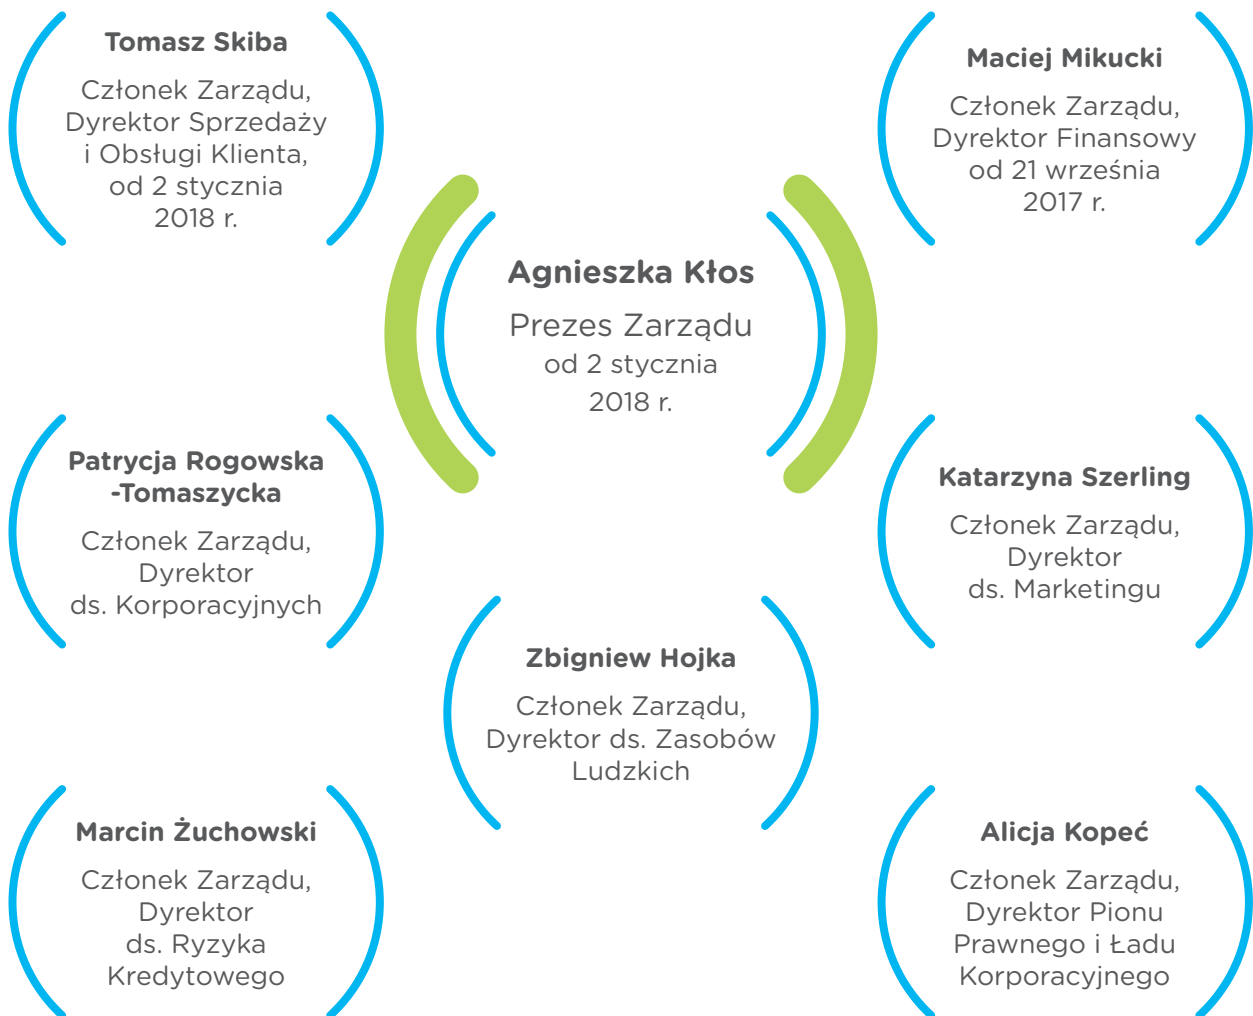 Tomasz Skiba
Członek Zarządu,
Dyrektor Sprzedaży
i Obsługi Klienta,
od 2 stycznia
2018 r.
Maciej Mikucki
Członek Zarządu,
Dyrektor Finansowy
od 21 września
2017 r.
Agnieszka Kłos
Prezes Zarządu
od 2 stycznia
2018 r.
Patrycja Rogowska
-Tomaszycka
Członek Zarządu,
Dyrektor
ds. Korporacyjnych
Katarzyna Szerling
Członek Zarządu,
Dyrektor
ds. Marketingu
Zbigniew Hojka
Członek Zarządu,
Dyrektor ds. Zasobów
Ludzkich
Marcin Żuchowski
Członek Zarządu,
Dyrektor
ds. Ryzyka
Kredytowego
Alicja Kopeć
Członek Zarządu,
Dyrektor Pionu
Prawnego i Ładu
Korporacyjnego